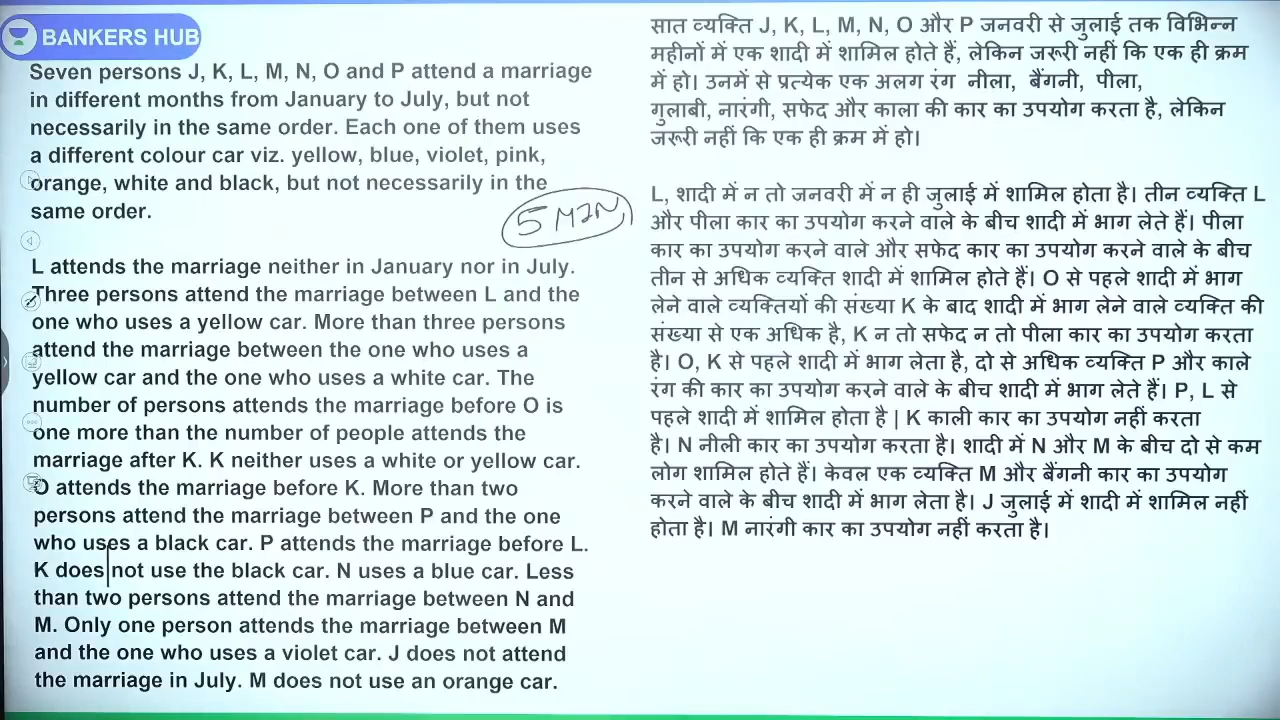 BANKERS HUB
Seven persons J, K, L, M, N, O and P attend a marriage
in different months from January to July, but not
necessarily in the same order. Each one of them uses
a different colour car viz. yellow, blue, violet, pink,
orange, white and black, but not necessarily in the
same order.
5 MIN
L attends the marriage neither in January nor in July.
Three persons attend the marriage between L and the
one who uses a yellow car. More than three persons
attend the marriage between the one who uses a
yellow car and the one who uses a white car. The
number of persons attends the marriage before O is
one more than the number of people attends the
marriage after K. K neither uses a white or yellow car.
O attends the marriage before K. More than two
persons attend the marriage between P and the one
who uses a black car. P attends the marriage before L.
K does not use the black car. N uses a blue car. Less
than two persons attend the marriage between N and
M. Only one person attends the marriage between M
and the one who uses a violet car. J does not attend
the marriage in July. M does not use an orange car.
सात व्यक्ति J, K, L, M, N, O और P जनवरी से जुलाई तक विभिन्न
महीनों में एक शादी में शामिल होते हैं, लेकिन जरूरी नहीं कि एक ही क्रम
में हो। उनमें से प्रत्येक एक अलग रंग नीला, बैंगनी, पीला,
गुलाबी, नारंगी, सफेद और काला की कार का उपयोग करता है, लेकिन
जरूरी नहीं कि एक ही क्रम में हो।
L, शादी में न तो जनवरी में न ही जुलाई में शामिल होता है। तीन व्यक्ति L
और पीला कार का उपयोग करने वाले के बीच शादी में भाग लेते हैं। पीला
कार का उपयोग करने वाले और सफेद कार का उपयोग करने वाले के बीच
तीन से अधिक व्यक्ति शादी में शामिल होते हैं। O से पहले शादी में भाग
लेने वाले व्यक्तियों की संख्या K के बाद शादी में भाग लेने वाले व्यक्ति की
संख्या से एक अधिक है, K न तो सफेद न तो पीला कार का उपयोग करता
है। O, K से पहले शादी में भाग लेता है, दो से अधिक व्यक्ति P और काले
रंग की कार का उपयोग करने वाले के बीच शादी में भाग लेते हैं। P, L से
पहले शादी में शामिल होता है | K काली कार का उपयोग नहीं करता
है। N नीली कार का उपयोग करता है। शादी में N और M के बीच दो से कम
लोग शामिल होते हैं। केवल एक व्यक्ति M और बैंगनी कार का उपयोग
करने वाले के बीच शादी में भाग लेता है। J जुलाई में शादी में शामिल नहीं
होता है। M नारंगी कार का उपयोग नहीं करता है।